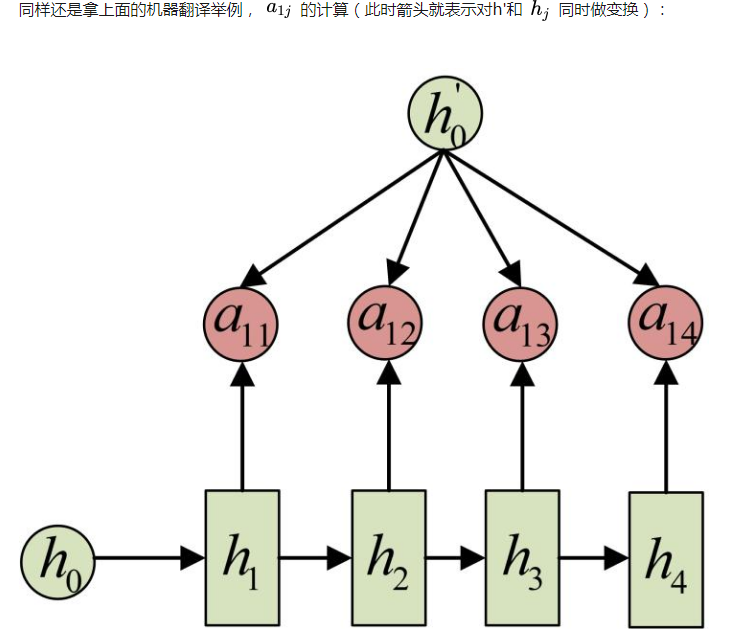 同样还是拿上面的机器翻译举例， a1j 的计算（此时箭头就表示对h'和 hj 同时做变换）：
h'0
a11 a12 a13 a14
h0 h1 h2 h3 h4